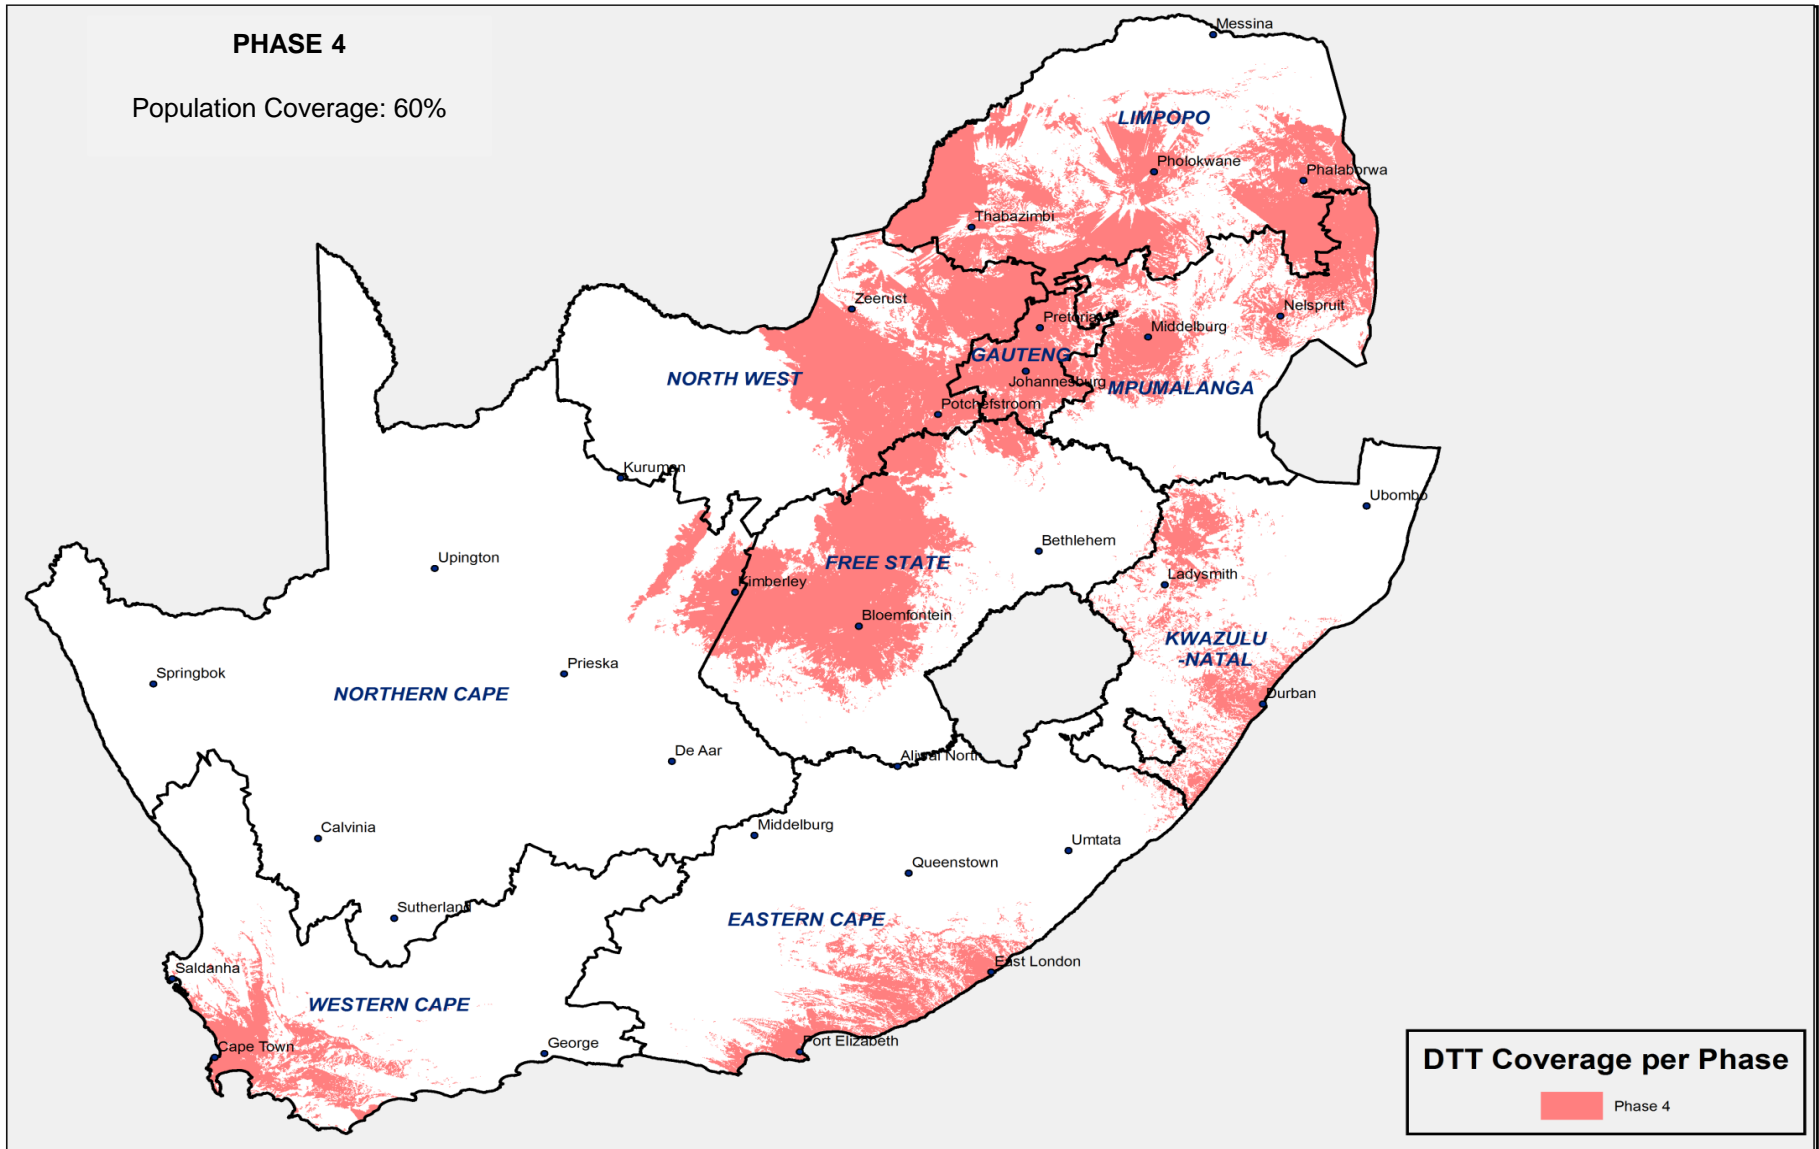 PHASE 4
Population Coverage: 60%
Messina
LIMPOPO
Pholokwane
Phalaborwa
Thabazimbi
Zeerust
Pretoria
Nelspruit
Middelburg
GAUTENG
NORTH WEST
Johannesburg
MPUMALANGA
Potchefstroom
Kuruman
Ubombo
Bethlehem
Upington
FREE STATE
Ladysmith
Kimberley
Bloemfontein
KWAZULU
-NATAL
Prieska
Springbok
NORTHERN CAPE
Durban
De Aar
Aliwal North
Calvinia
Middelburg
Umtata
Queenstown
Sutherland
EASTERN CAPE
East London
Saldanha
WESTERN CAPE
Port Elizabeth
George
Cape Town
DTT Coverage per Phase
Phase 4